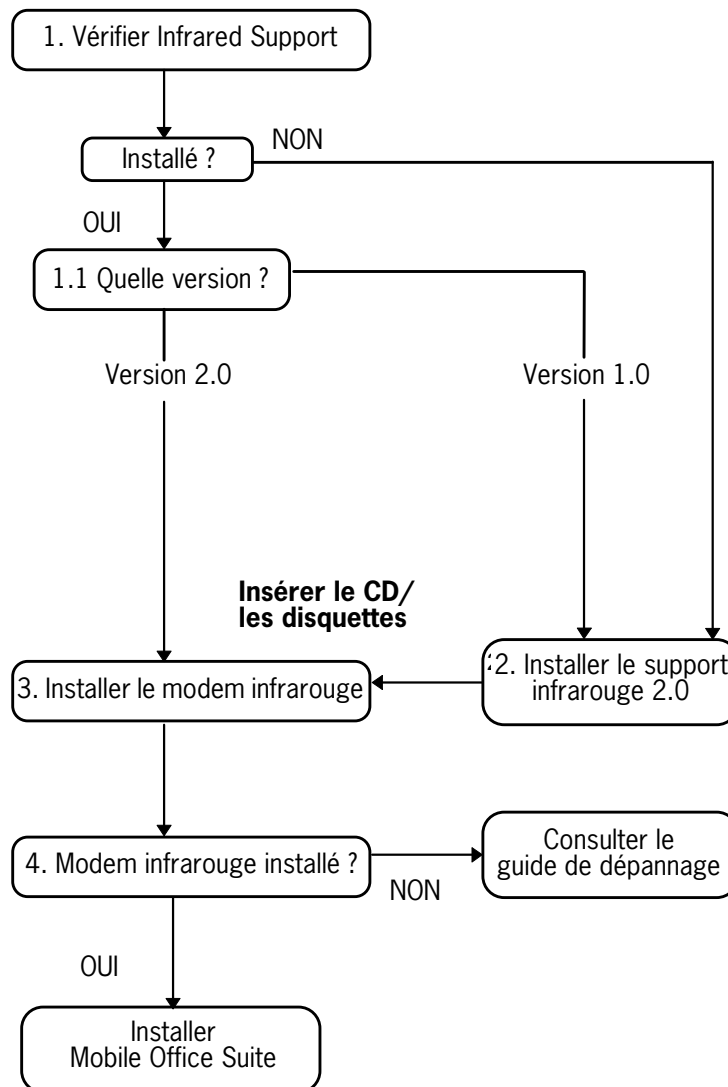 1. Vérifier Infrared Support
NON
Installé ?
OUI
1.1 Quelle version ?
Version 2.0
Version 1.0
Insérer le CD/
les disquettes
3. Installer le modem infrarouge
2. Installer le support
infrarouge 2.0
4. Modem infrarouge installé ?
NON
Consulter le
guide de dépannage
OUI
Installer
Mobile Office Suite